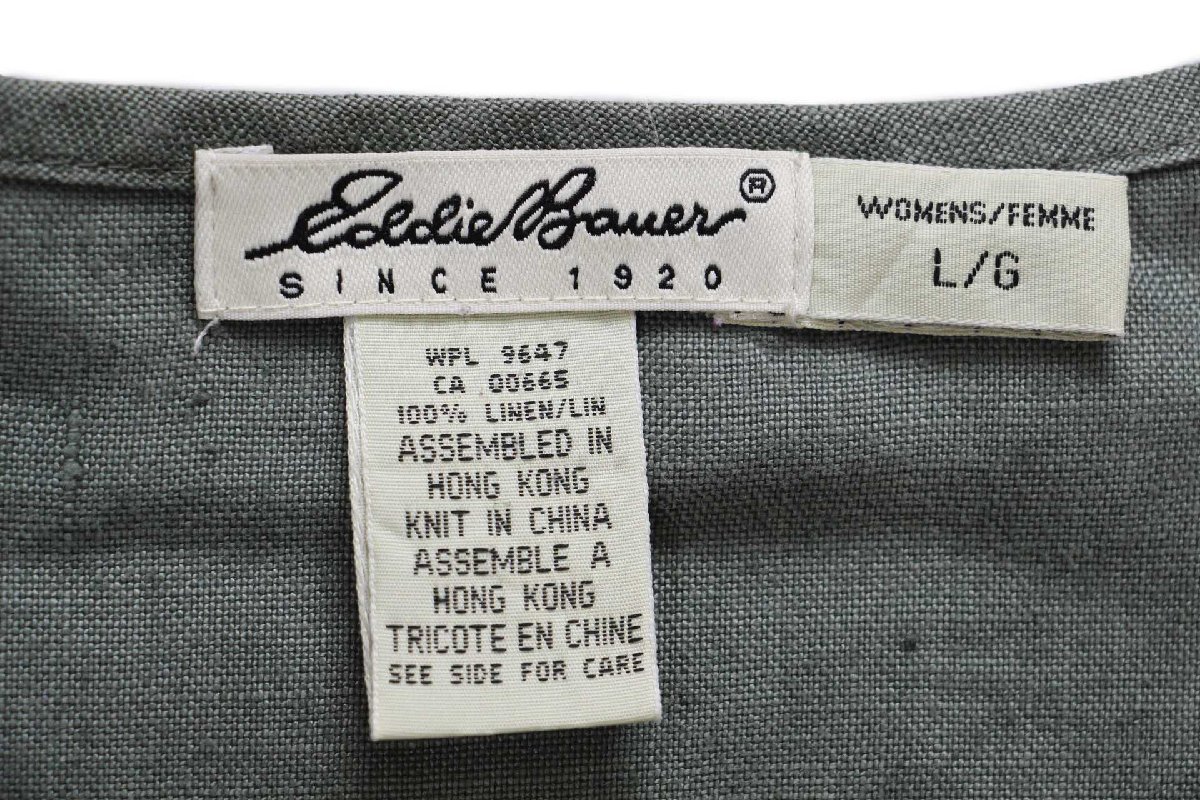 Eddie Bauer®
SINCE 1920
WOMENS/FEMME
L/G
WPL 9647
CA 00665
100% LINEN/LIN
ASSEMBLED IN
HONG KONG
KNIT IN CHINA
ASSEMBLE A
HONG KONG
TRICOTE EN CHINE
SEE SIDE FOR CARE